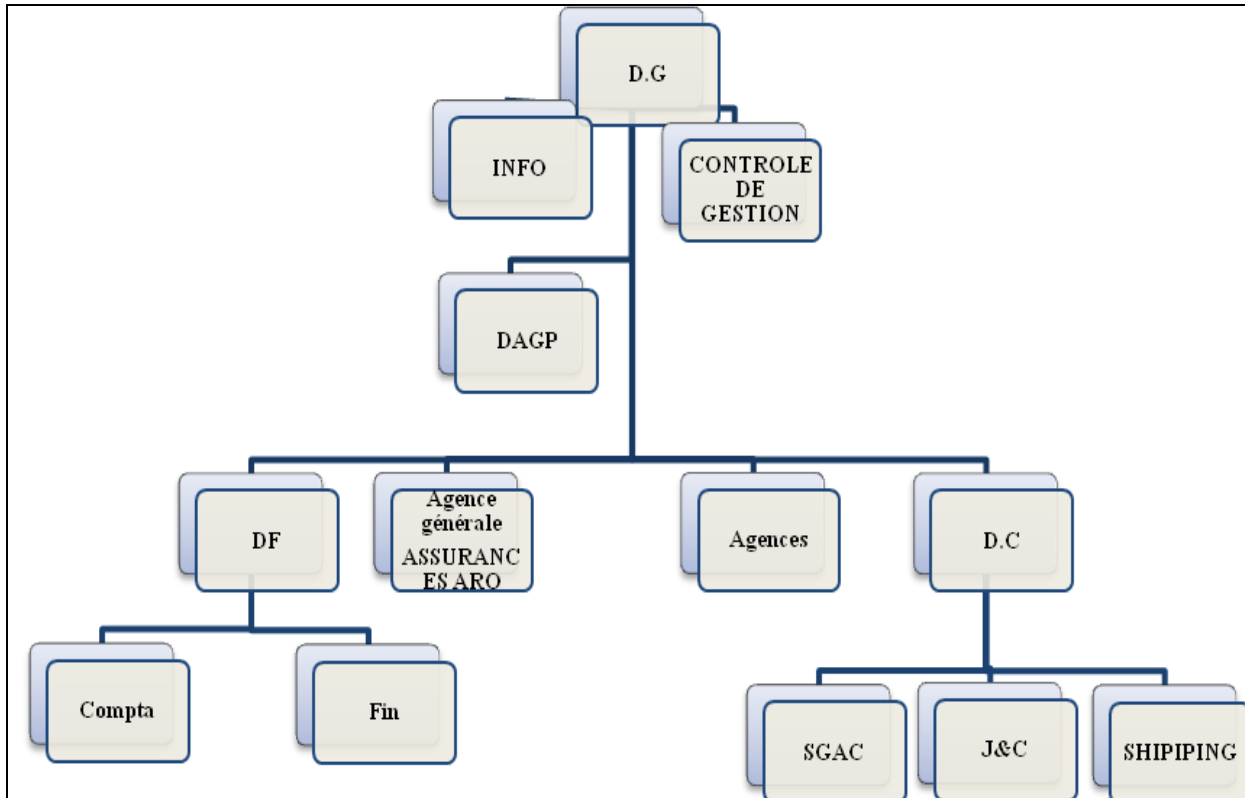 D.G
INFO
CONTROLE
DE
GESTION
DAGP
DF
Agence
générale
ASSURANC
ES ARO
Agences
D.C
Compta
Fin
SGAC
J&C
SHIPIPING